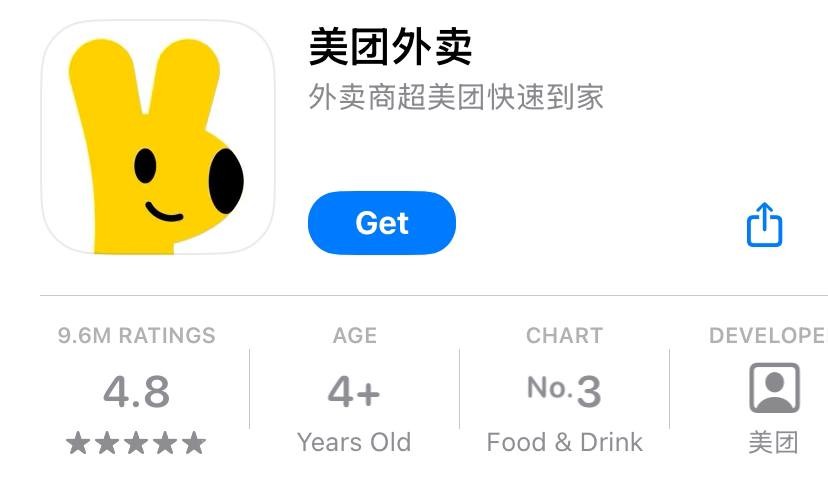 美团外卖
外卖商超美团快速到家
Get
9.6M RATINGS
4.8
AGE
4+
Years Old
CHART
No.3
Food & Drink
DEVELOPE
美团